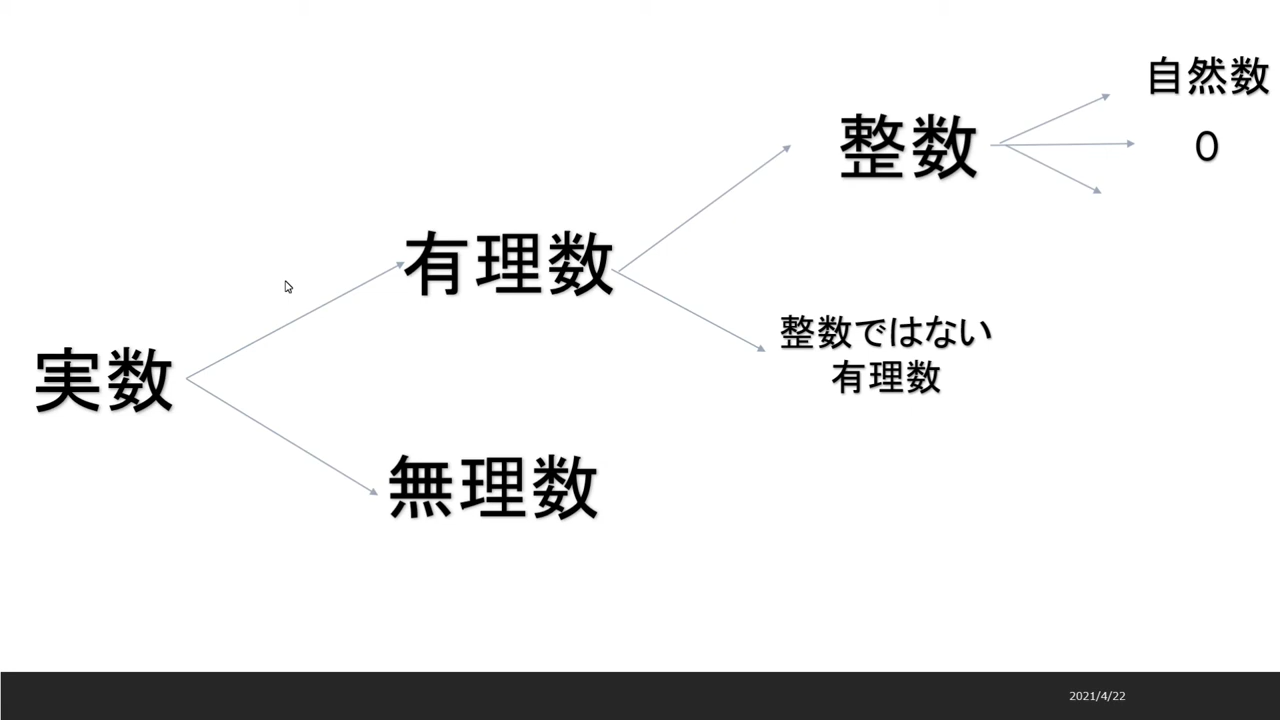 自然数
整数
0
有理数
整数ではない
有理数
実数
無理数
2021/4/22